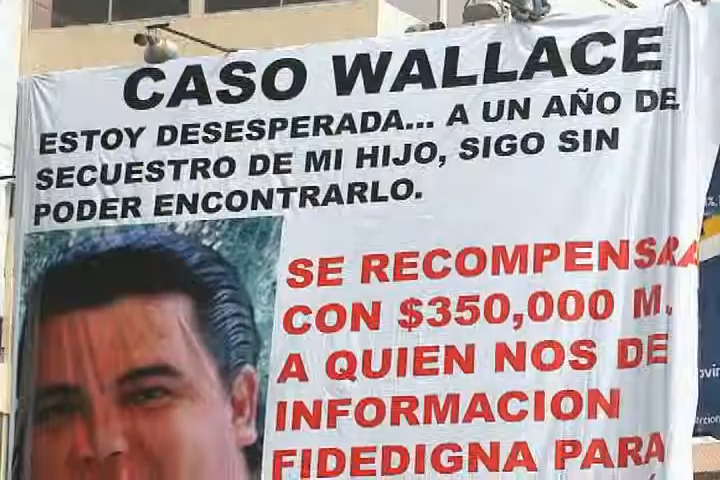 CASO WALLACE
ESTOY DESESPERADA... A UN AÑO DE
SECUESTRO DE MI HIJO, SIGO SIN
PODER ENCONTRARLO.
SE RECOMPENSARA
CON $350,000 M.
A QUIEN NOS DE
INFORMACION
FIDEDIGNA PARA